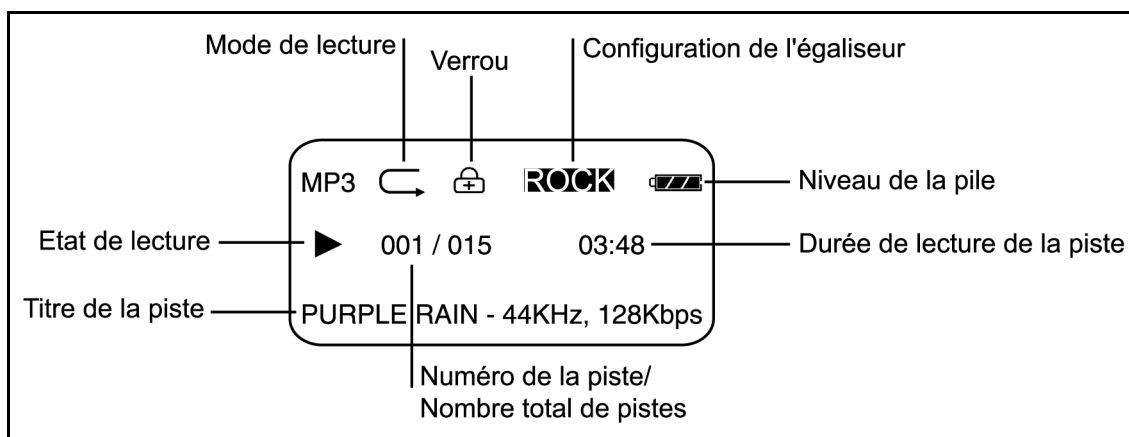 Mode de lecture
Verrou
Configuration de l'égaliseur
MP3 ROCK
Niveau de la pile
Etat de lecture
001 / 015 03:48
Durée de lecture de la piste
Titre de la piste
PURPLE RAIN - 44KHz, 128Kbps
Numéro de la piste/
Nombre total de pistes